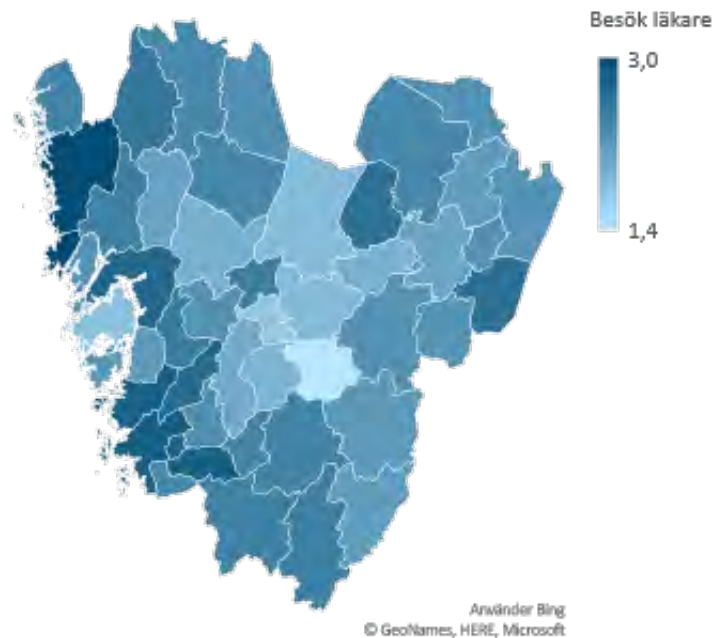 Besök läkare
3,0
1,4
Använder Bing
© GeoNames, HERE, Microsoft